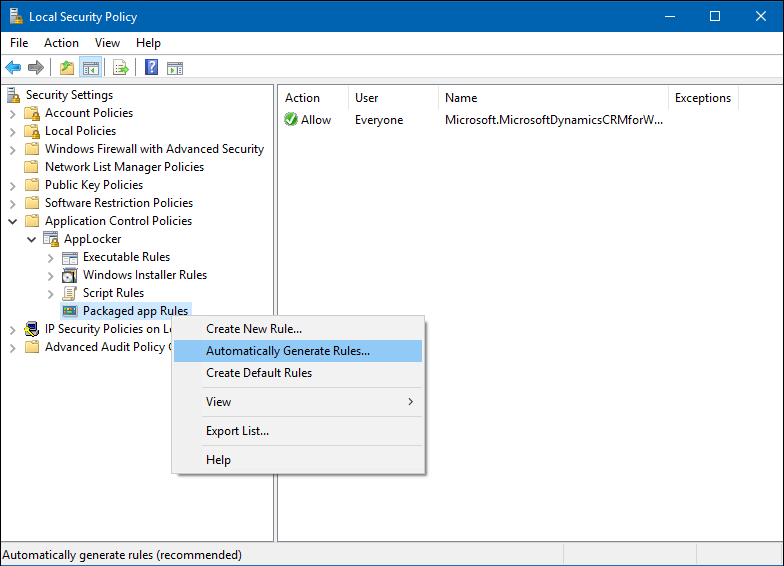 Local Security Policy
File Action View Help
Security Settings
Account Policies
Local Policies
Windows Firewall with Advanced Security
Network List Manager Policies
Public Key Policies
Software Restriction Policies
Application Control Policies
AppLocker
Executable Rules
Windows Installer Rules
Script Rules
Packaged app Rules
IP Security Policies on Lo
Advanced Audit Policy C
Action User Name Exceptions
Allow Everyone Microsoft.MicrosoftDynamicsCRMforW...
Create New Rule...
Automatically Generate Rules...
Create Default Rules
View
Export List...
Help
Automatically generate rules (recommended)